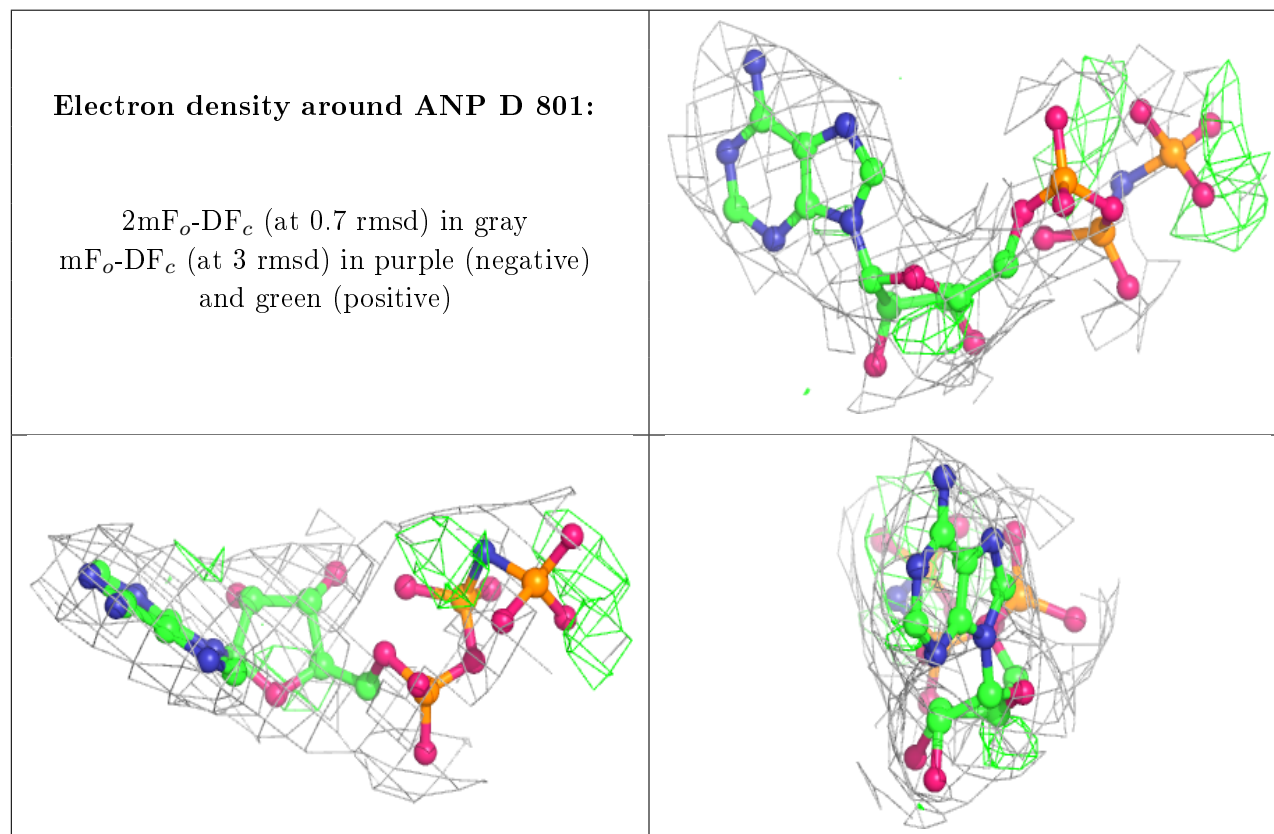 Electron density around ANP D 801:
2mFₒ-DF𝒸 (at 0.7 rmsd) in gray
mFₒ-DF𝒸 (at 3 rmsd) in purple (negative)
and green (positive)